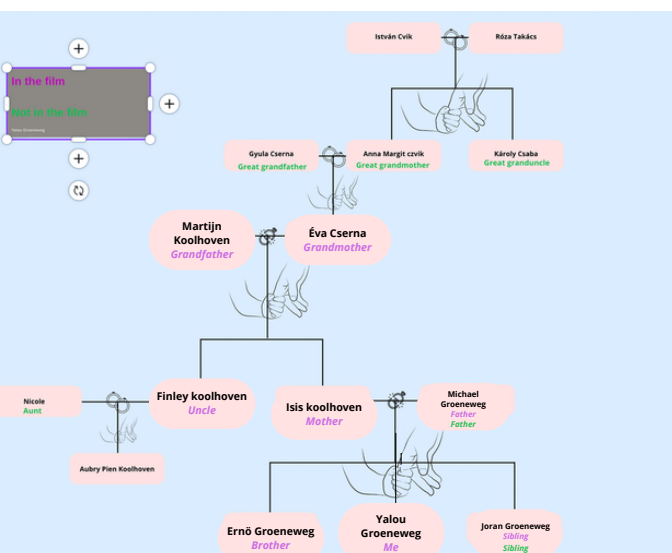 István Cvik
Róza Takács
In the film
Not in the film
Gyula Cserna
Great grandfather
Anna Margit czvik
Great grandmother
Károly Csaba
Great granduncle
Martijn
Koolhoven
Grandfather
Éva Cserna
Grandmother
Nicole
Aunt
Finley koolhoven
Uncle
Isis koolhoven
Mother
Michael
Groeneweg
Father
Father
Aubry Pien Koolhoven
Ernö Groeneweg
Brother
Yalou
Groeneweg
Me
Joran Groeneweg
Sibling
Sibling